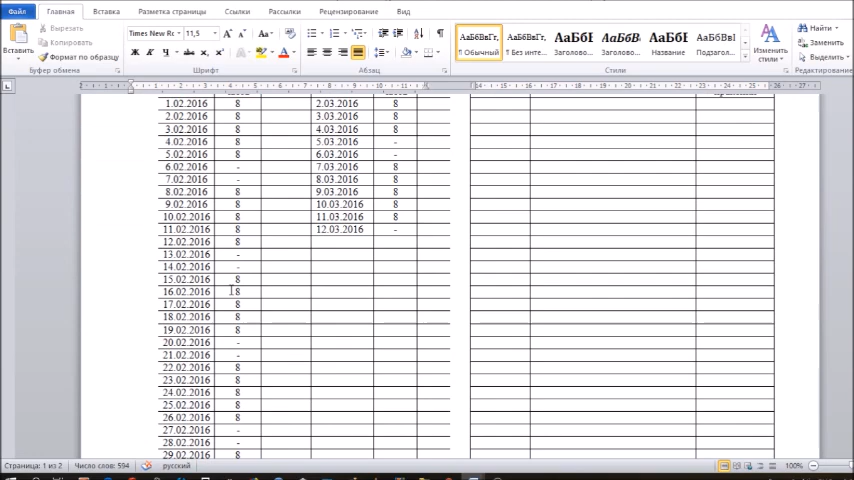 Файл Главная Вставка Разметка страницы Ссылки Рассылки Рецензирование Вид
Вставить
Вырезать
Копировать
Формат по образцу
Буфер обмена
Times New Ro 11,5
Шрифт
Абзац
АаБбВвГг, АаБбВвГг, АаБбВв АаБбВв АаБбВвІ АаБбВвІ
¶ Обычный ¶ Без инте... Заголово... Заголово... Название Подзагол...
Стили
Изменить стили
Найти
Заменить
Выделить
Редактирование
1.02.2016 8 2.03.2016 8
2.02.2016 8 3.03.2016 8
3.02.2016 8 4.03.2016 8
4.02.2016 8 5.03.2016 -
5.02.2016 8 6.03.2016 -
6.02.2016 - 7.03.2016 8
7.02.2016 - 8.03.2016 8
8.02.2016 8 9.03.2016 8
9.02.2016 8 10.03.2016 8
10.02.2016 8 11.03.2016 8
11.02.2016 8 12.03.2016 -
12.02.2016 8
13.02.2016 -
14.02.2016 -
15.02.2016 8
16.02.2016 8
17.02.2016 8
18.02.2016 8
19.02.2016 8
20.02.2016 -
21.02.2016 -
22.02.2016 8
23.02.2016 8
24.02.2016 8
25.02.2016 8
26.02.2016 8
27.02.2016 -
28.02.2016 -
29.02.2016 8
Страница: 1 из 2 Число слов: 594 русский 100%